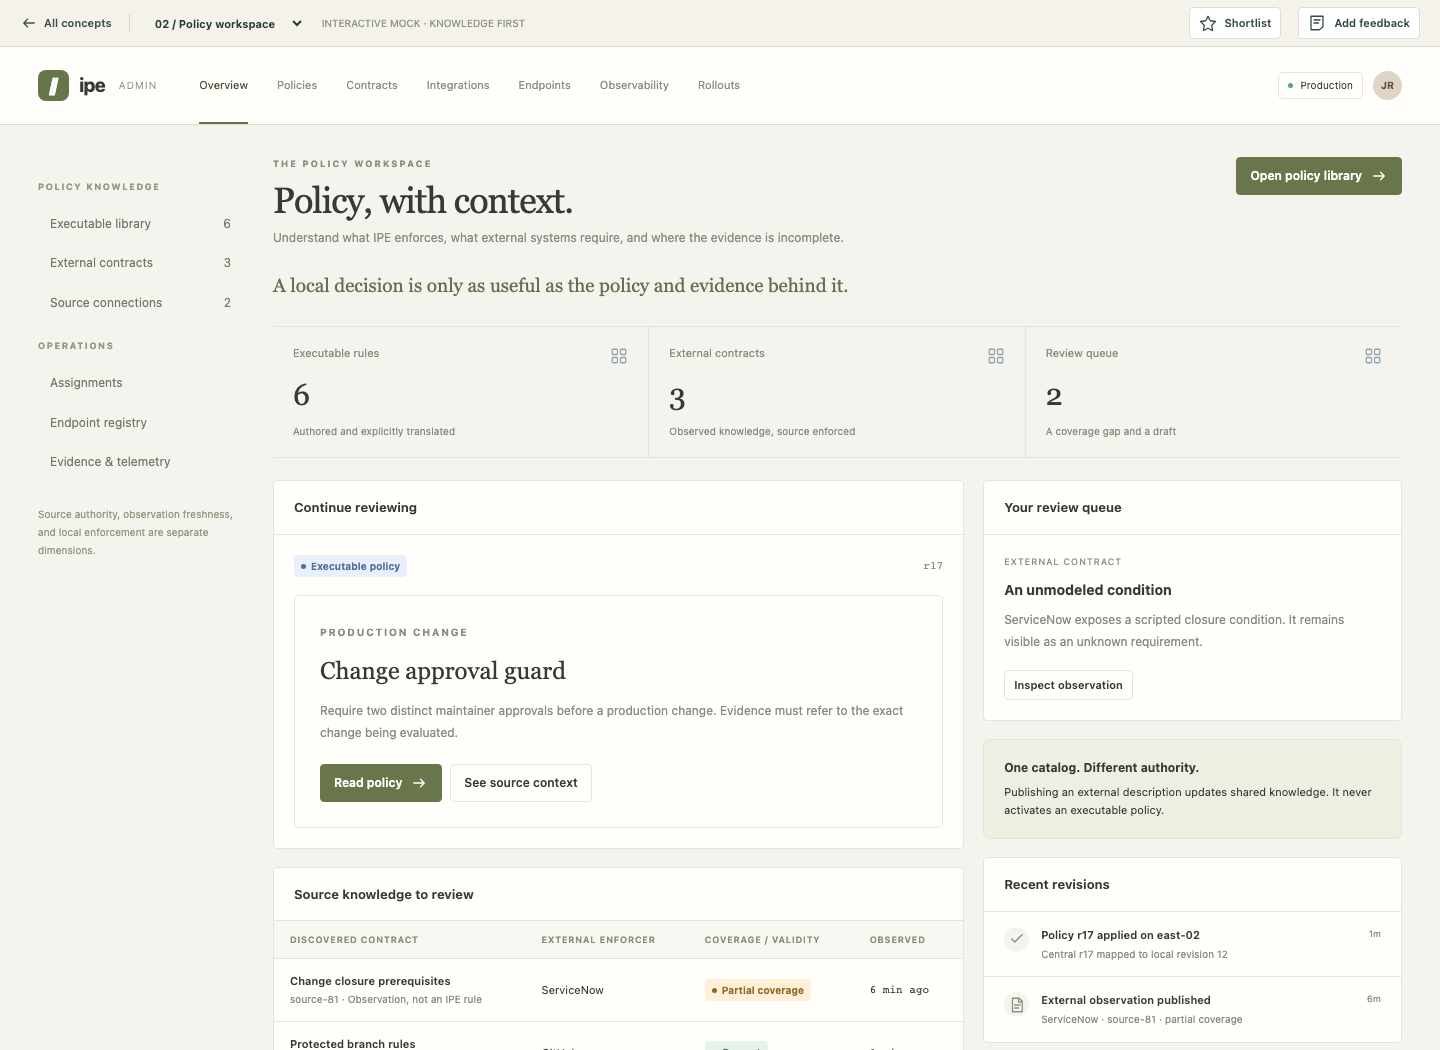 All concepts
02 / Policy workspace
INTERACTIVE MOCK · KNOWLEDGE FIRST
Shortlist
Add feedback
ipe
ADMIN
Overview
Policies
Contracts
Integrations
Endpoints
Observability
Rollouts
Production
JR
POLICY KNOWLEDGE
Executable library 6
External contracts 3
Source connections 2
OPERATIONS
Assignments
Endpoint registry
Evidence & telemetry
Source authority, observation freshness,
and local enforcement are separate
dimensions.
THE POLICY WORKSPACE
Policy, with context.
Understand what IPE enforces, what external systems require, and where the evidence is incomplete.
Open policy library
A local decision is only as useful as the policy and evidence behind it.
Executable rules
6
Authored and explicitly translated
External contracts
3
Observed knowledge, source enforced
Review queue
2
A coverage gap and a draft
Continue reviewing
Executable policy
r17
PRODUCTION CHANGE
Change approval guard
Require two distinct maintainer approvals before a production change. Evidence must refer to the exact
change being evaluated.
Read policy
See source context
Source knowledge to review
DISCOVERED CONTRACT
EXTERNAL ENFORCER
COVERAGE / VALIDITY
OBSERVED
Change closure prerequisites
source-81 · Observation, not an IPE rule
ServiceNow
Partial coverage
6 min ago
Protected branch rules
Your review queue
EXTERNAL CONTRACT
An unmodeled condition
ServiceNow exposes a scripted closure condition. It remains
visible as an unknown requirement.
Inspect observation
One catalog. Different authority.
Publishing an external description updates shared knowledge. It never
activates an executable policy.
Recent revisions
Policy r17 applied on east-02
1m
Central r17 mapped to local revision 12
External observation published
6m
ServiceNow · source-81 · partial coverage